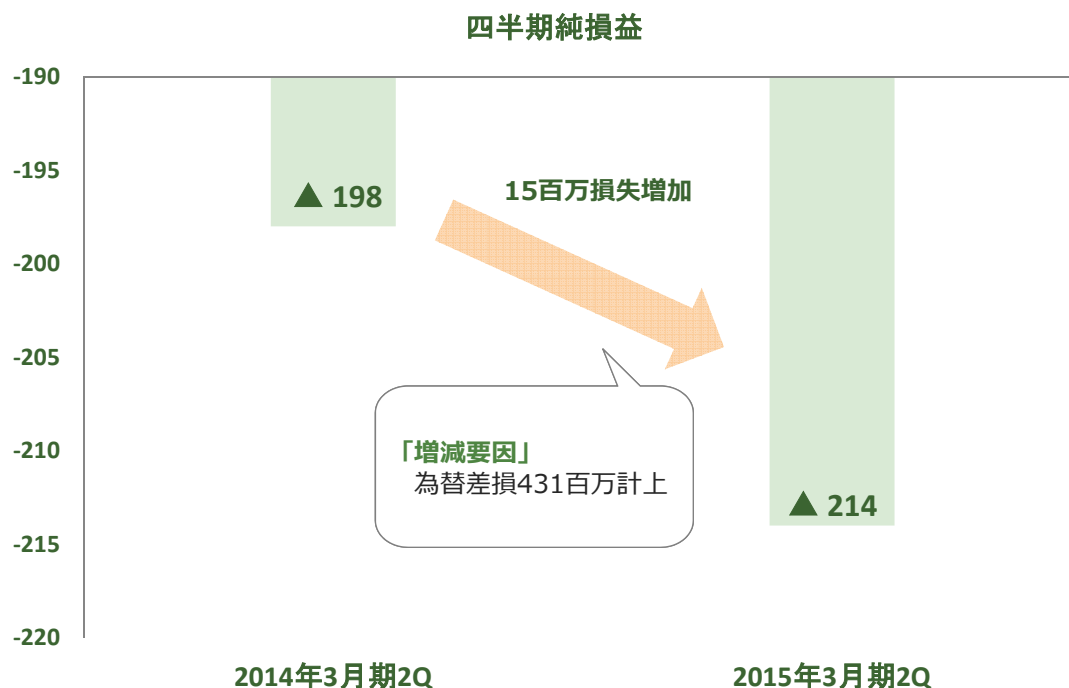 四半期純損益
-190
-195
-200
-205
-210
-215
-220
▲ 198
15百万損失増加
「増減要因」
為替差損431百万計上
▲ 214
2014年3月期2Q
2015年3月期2Q